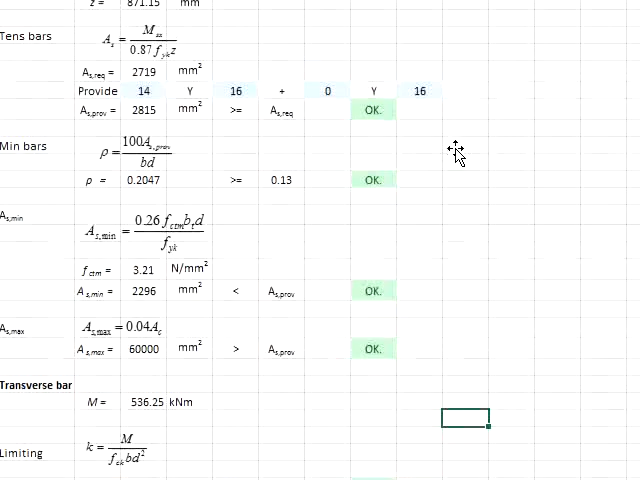 z = 871.15 mm
Tens bars A_s = M_sx / 0.87 f_yk z
A_s,req = 2719 mm²
Provide 14 Y 16 + 0 Y 16
A_s,prov = 2815 mm² >= A_s,req OK.
Min bars ρ = 100A_s,prov / bd
ρ = 0.2047 >= 0.13 OK.
A_s,min A_s,min = 0.26 f_ctm b_t d / f_yk
f_ctm = 3.21 N/mm²
A_s,min = 2296 mm² < A_s,prov OK.
A_s,max A_s,max = 0.04A_c
A_s,max = 60000 mm² > A_s,prov OK.
Transverse bar
M = 536.25 kNm
Limiting k = M / f_ck bd²